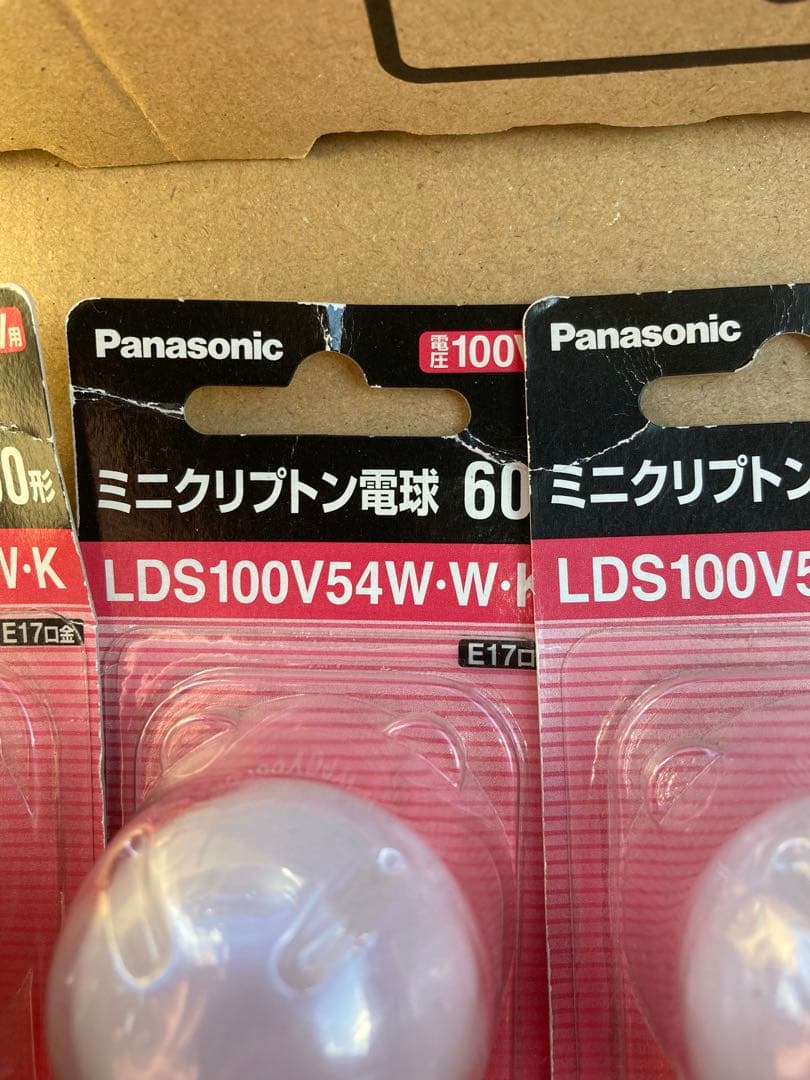 用
0形
W·K
E17口金
Panasonic
電圧100V
ミニクリプトン電球 60
LDS100V54W·W·K
E17口
Panasonic
ミニクリプトン
LDS100V5